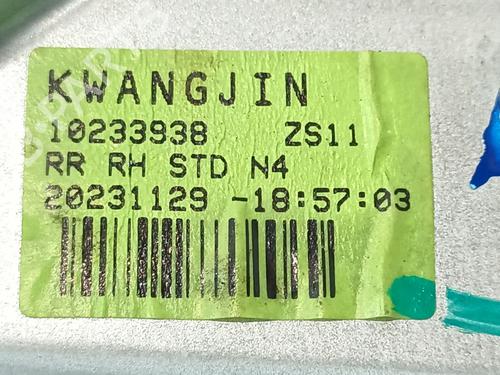 KWANGJIN
10233938 ZS11
RR RH STD N4
20231129 -18:57:03